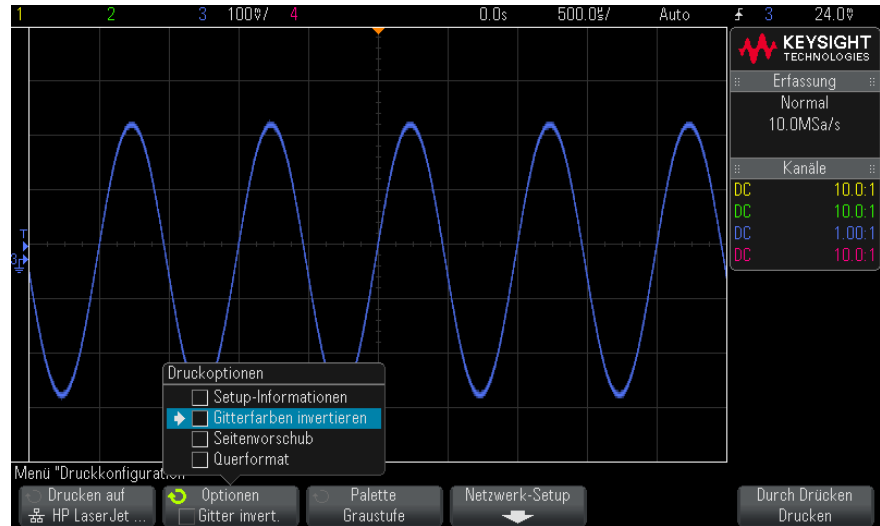 1 2 3 100V/ 4 0.0s 500.0µ/ Auto 3 24.0V
KEYSIGHT
TECHNOLOGIES
Erfassung
Normal
10.0MSa/s
Kanäle
DC 10.0:1
DC 10.0:1
DC 1.00:1
DC 10.0:1
T
3
Druckoptionen
Setup-Informationen
Gitterfarben invertieren
Seitenvorschub
Querformat
Menü "Druckkonfiguration
Drucken auf
HP LaserJet ...
Optionen
Gitter invert.
Palette
Graustufe
Netzwerk-Setup
Durch Drücken
Drucken